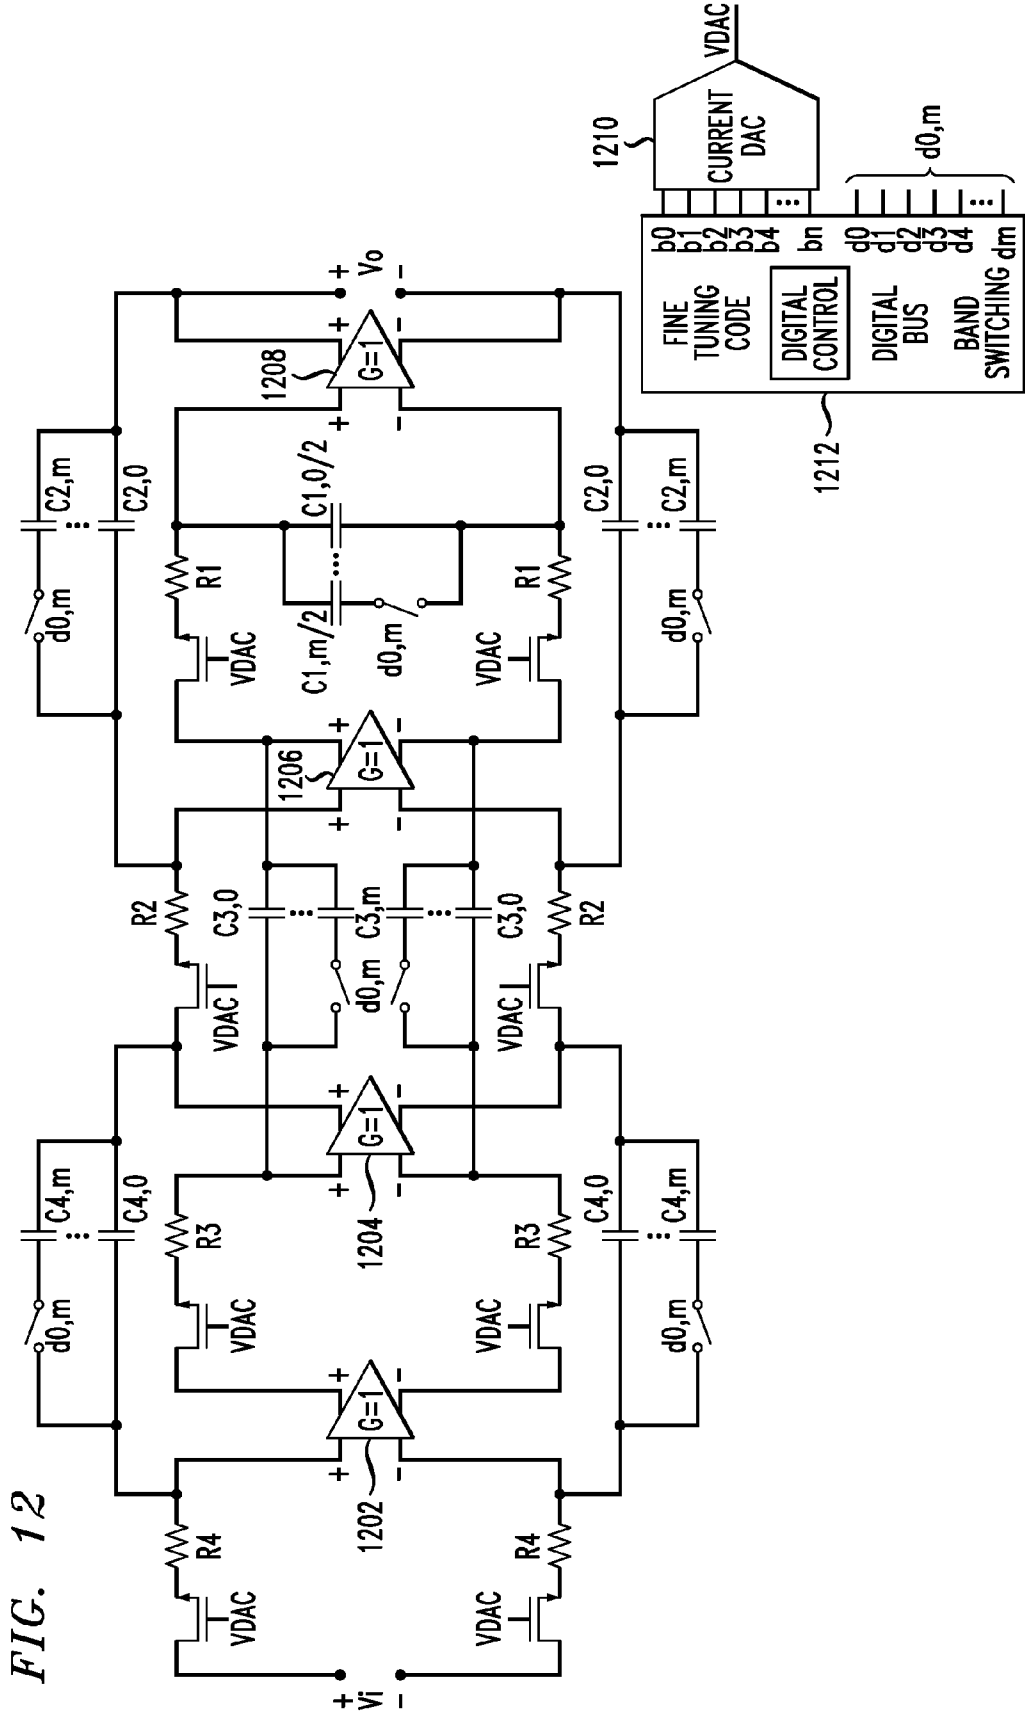 FIG. 12
+
Vi
-
VDAC
R4
VDAC
R4
d0,m
C4,m
C4,0
+
-
1202
G=1
+
-
VDAC
R3
VDAC
R3
C4,0
C4,m
d0,m
+
-
1204
G=1
+
-
VDAC
R2
VDAC
R2
C3,0
C3,m
d0,m
C3,0
+
-
1206
G=1
+
-
d0,m
C2,m
C2,0
VDAC
R1
C1,m/2
C1,0/2
d0,m
VDAC
R1
C2,0
C2,m
d0,m
+
-
1208
G=1
+
-
+
Vo
-
1212
FINE
TUNING
CODE
DIGITAL
CONTROL
DIGITAL
BUS
BAND
SWITCHING
b0
b1
b2
b3
b4
bn
d0
d1
d2
d3
d4
dm
d0,m
1210
CURRENT
DAC
VDAC